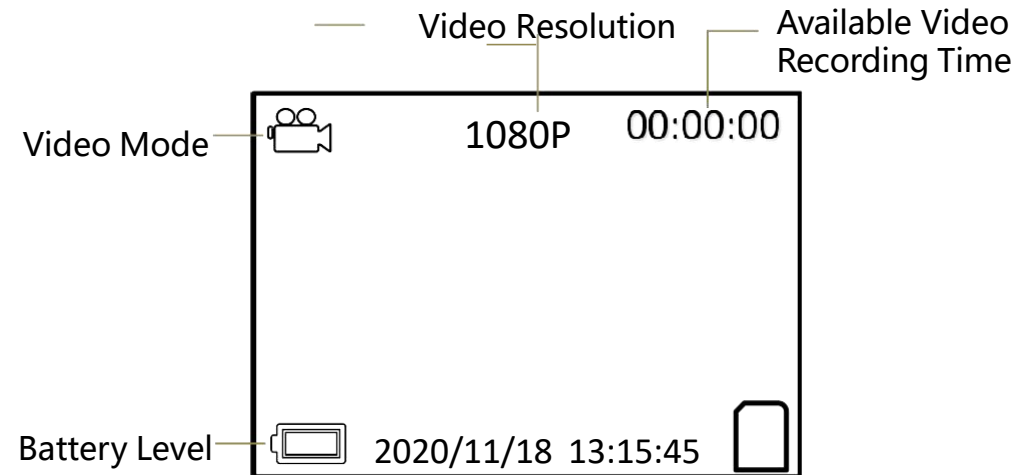 Video Resolution
Available Video
Recording Time
Video Mode
1080P
00:00:00
Battery Level
2020/11/18 13:15:45